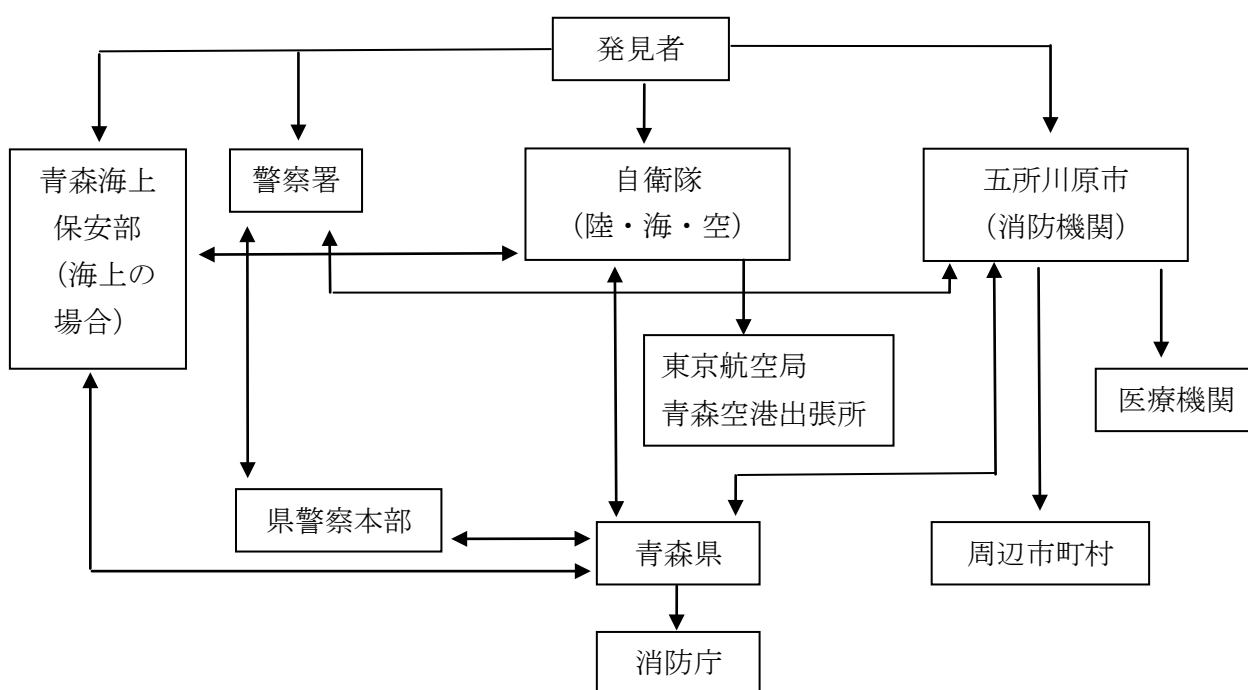 発見者
青森海上
保安部
（海上の
場合）
警察署
自衛隊
（陸・海・空）
五所川原市
（消防機関）
東京航空局
青森空港出張所
医療機関
県警察本部
青森県
周辺市町村
消防庁